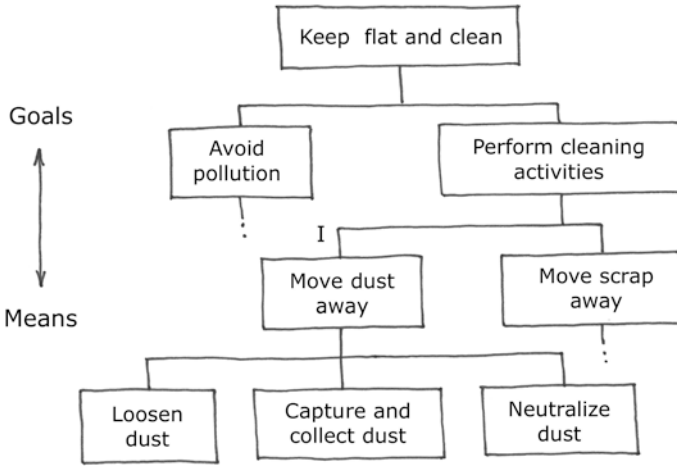 Keep flat and clean
Goals
Avoid
pollution
Perform cleaning
activities
I
Move dust
away
Move scrap
away
Means
Loosen
dust
Capture and
collect dust
Neutralize
dust